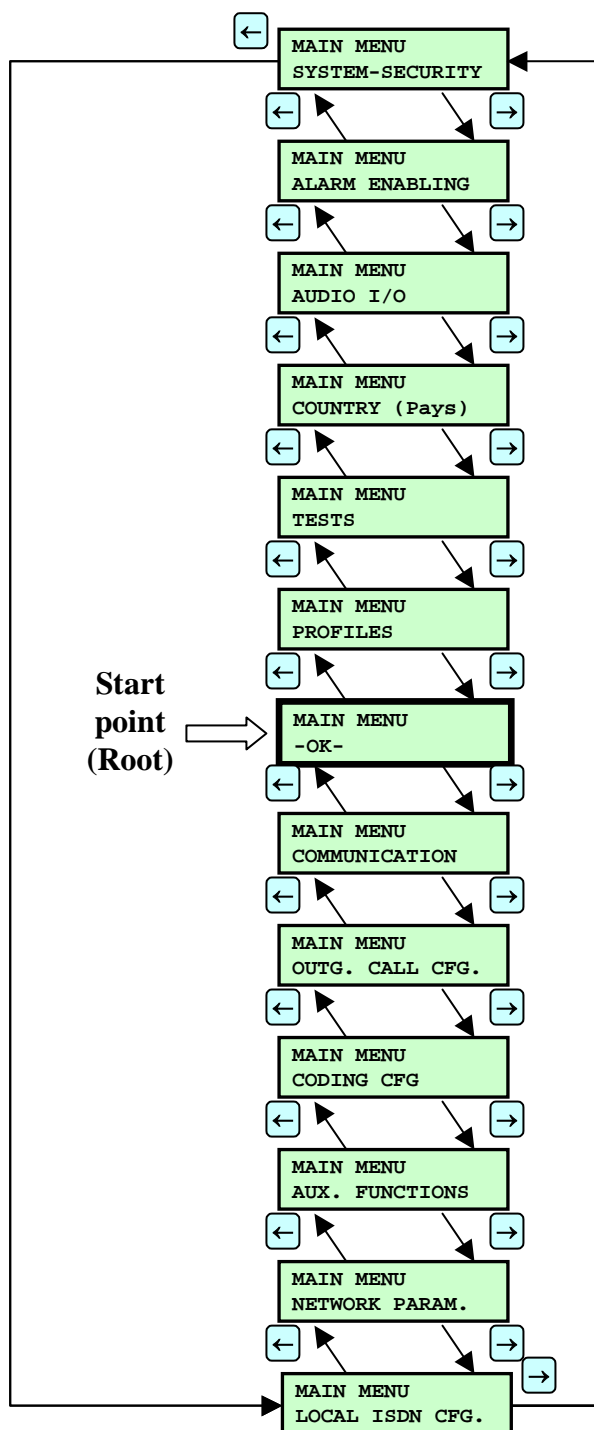 ←
MAIN MENU
SYSTEM-SECURITY
← →
MAIN MENU
ALARM ENABLING
← →
MAIN MENU
AUDIO I/O
← →
MAIN MENU
COUNTRY (Pays)
← →
MAIN MENU
TESTS
← →
MAIN MENU
PROFILES
← →
Start
point
(Root)
MAIN MENU
-OK-
← →
MAIN MENU
COMMUNICATION
← →
MAIN MENU
OUTG. CALL CFG.
← →
MAIN MENU
CODING CFG
← →
MAIN MENU
AUX. FUNCTIONS
← →
MAIN MENU
NETWORK PARAM.
← →
→
MAIN MENU
LOCAL ISDN CFG.